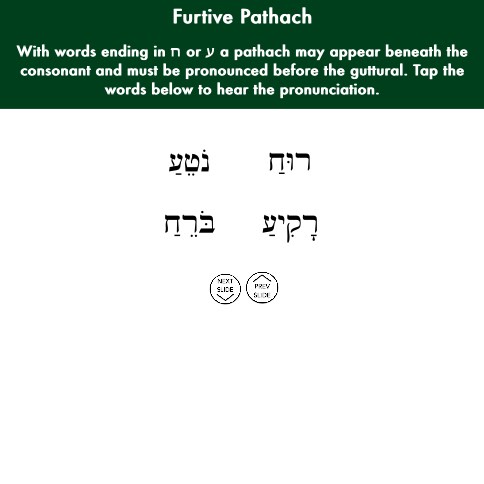 Furtive Pathach
With words ending in ח or ע a pathach may appear beneath the
consonant and must be pronounced before the guttural. Tap the
words below to hear the pronunciation.
רוּחַ נֹטֵעַ
רָקִיעַ בֹּרֵחַ
NEXT SLIDE PREV SLIDE